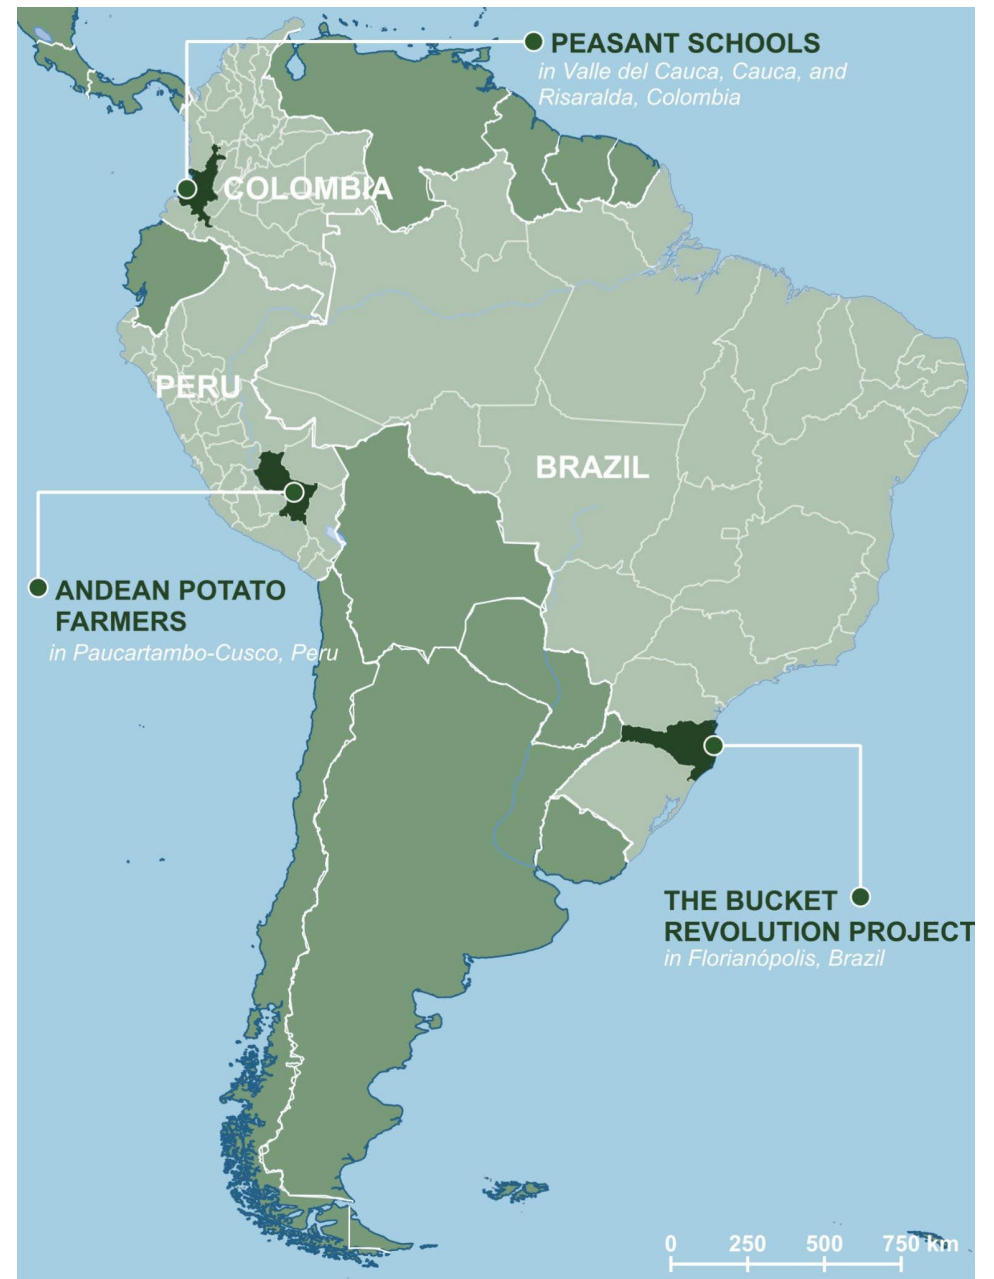 PEASANT SCHOOLS
in Valle del Cauca, Cauca, and
Risaralda, Colombia
COLOMBIA
PERU
BRAZIL
ANDEAN POTATO
FARMERS
in Paucartambo-Cusco, Peru
THE BUCKET
REVOLUTION PROJECT
in Florianópolis, Brazil
0 250 500 750 km